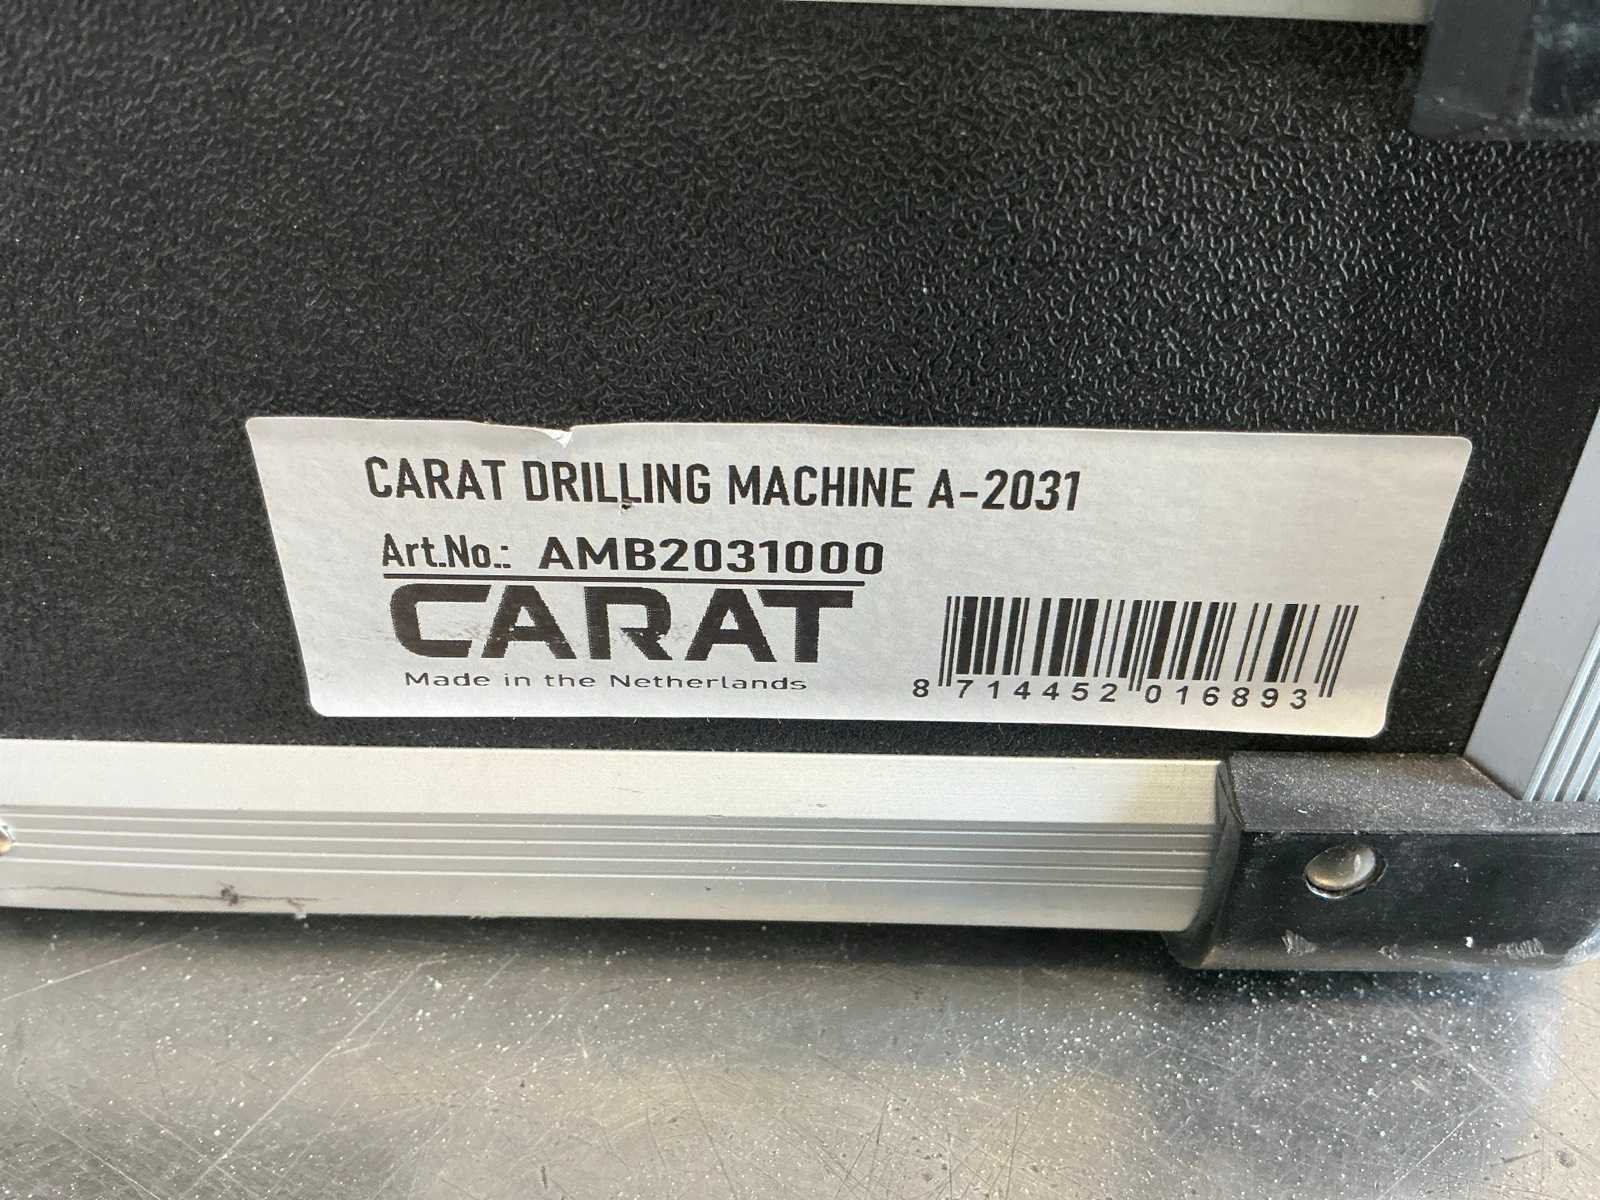 CARAT DRILLING MACHINE A-2031
Art.No.: AMB2031000
CARAT
Made in the Netherlands
8 714452 016893